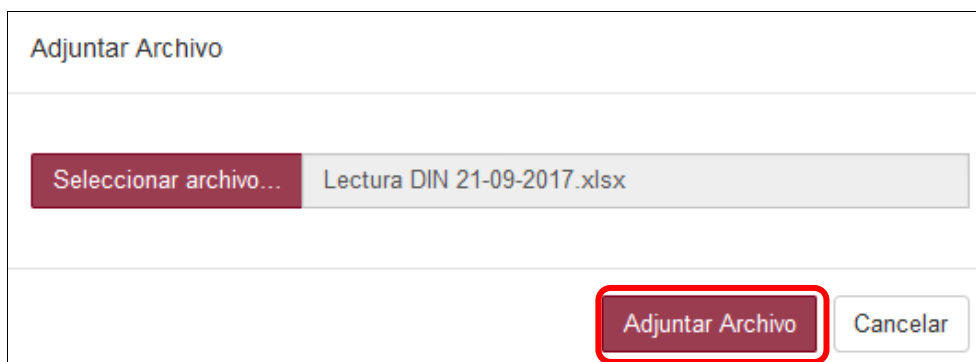 Adjuntar Archivo
Seleccionar archivo... Lectura DIN 21-09-2017.xlsx
Adjuntar Archivo Cancelar